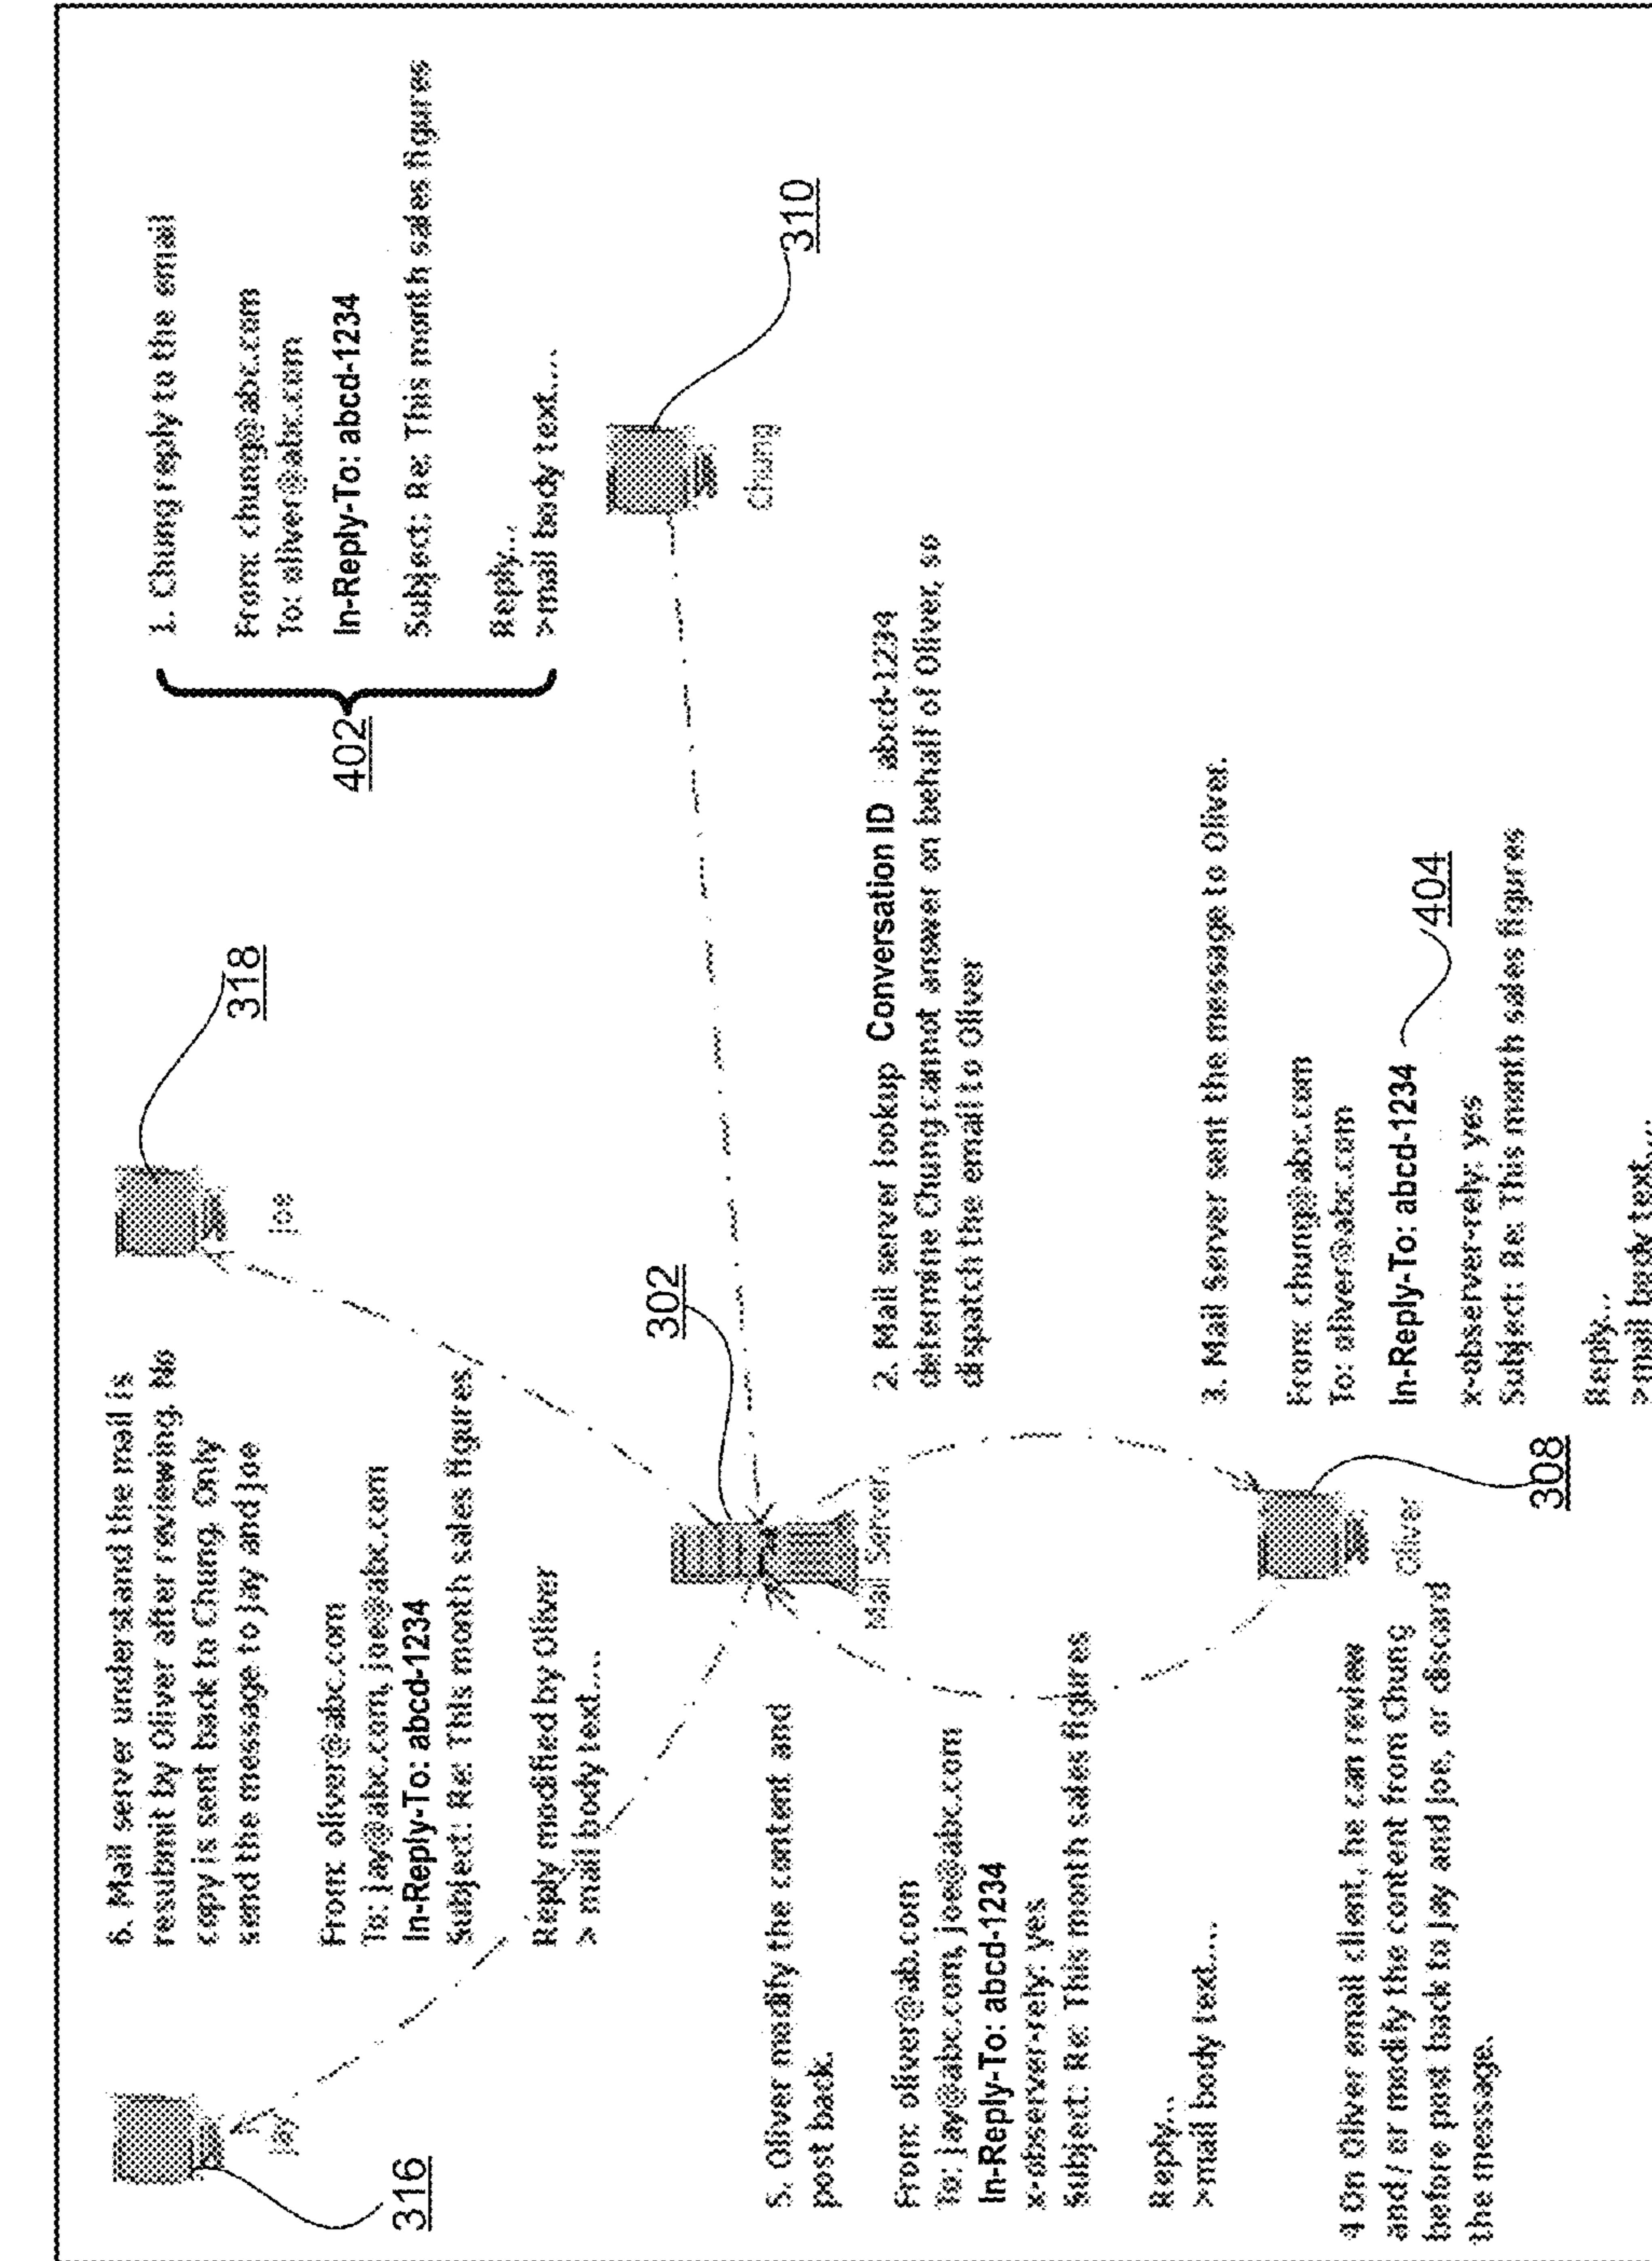 6. Mail server understand the mail is
resubmit by Oliver after reviewing. No
copy is sent back to Chung. Only
send the message to Jay and Joe
From: oliver@abc.com
To: jay@abc.com, joe@abc.com
In-Reply-To: abcd-1234
Subject: Re: This month sales figures
Reply modified by Oliver
> mail body text....
316
Jay
318
Joe
1. Chung reply to the email
From: chung@abc.com
To: oliver@abc.com
In-Reply-To: abcd-1234
Subject: Re: This month sales figures
Reply...
>mail body text....
402
310
Chung
302
Mail Server
2. Mail server lookup Conversation ID : abcd-1234
determine Chung cannot answer on behalf of Oliver, so
dispatch the email to Oliver
3. Mail Server sent the message to Oliver.
From: chung@abc.com
To: oliver@abc.com
In-Reply-To: abcd-1234
404
x-observer-rely: yes
Subject: Re: This month sales figures
Reply...
>mail body text....
308
Oliver
5. Oliver modify the content and
post back.
From: oliver@ab.com
To: jay@abc.com, joe@abc.com
In-Reply-To: abcd-1234
x-observer-rely: yes
Subject: Re: This month sales figures
Reply...
>mail body text....
4 On Oliver email client, he can review
and / or modify the content from Chung
before post back to Jay and Joe, or discard
the message.